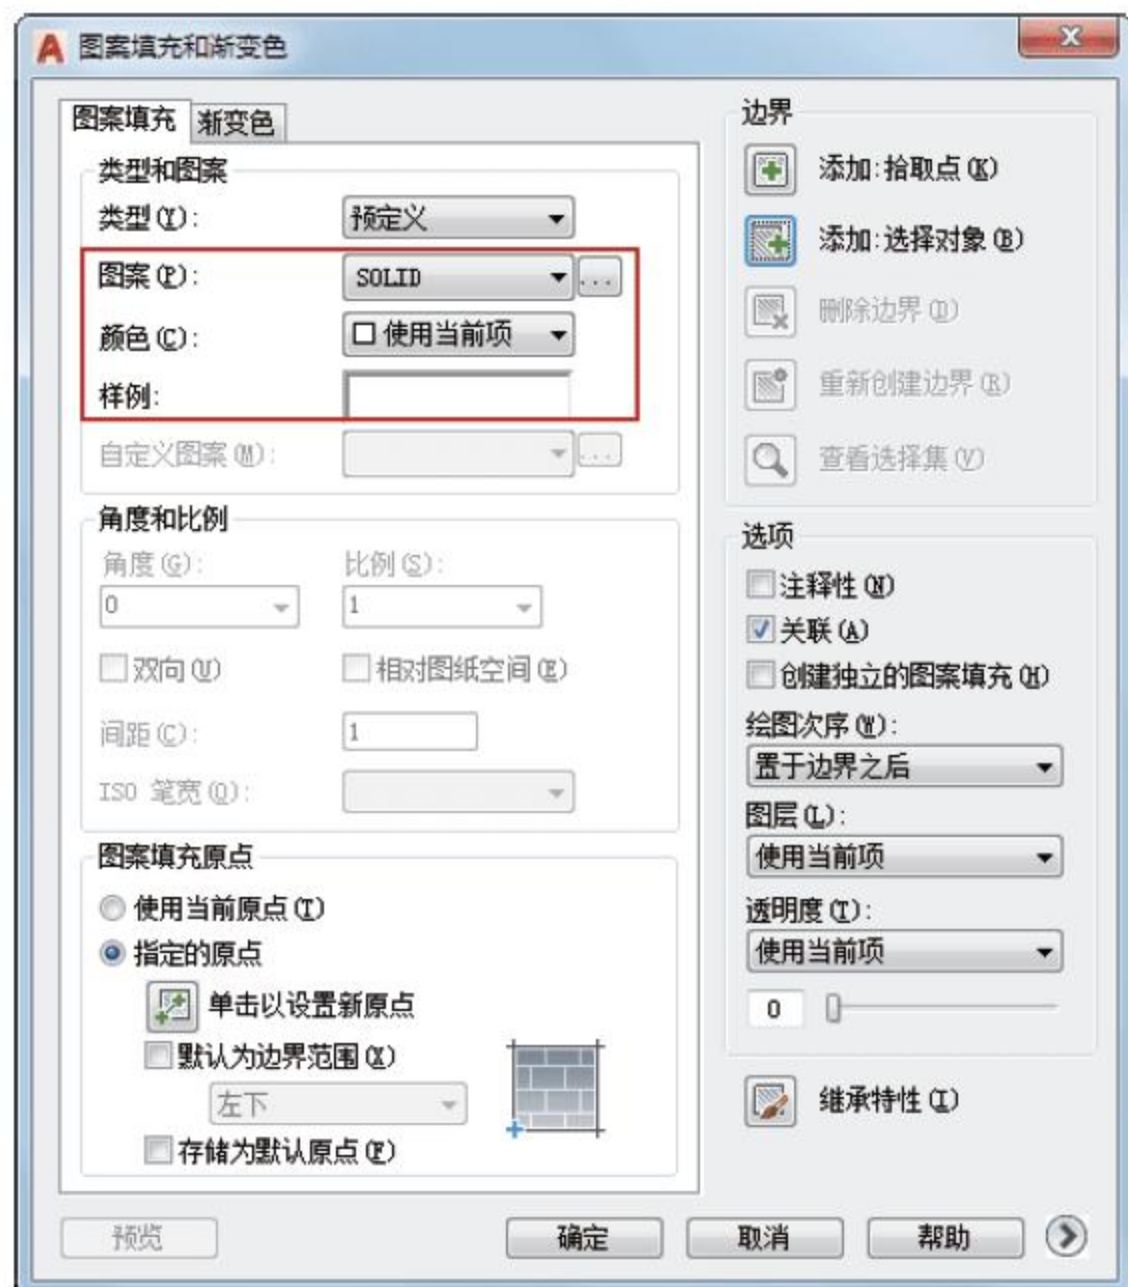 图案填充和渐变色
图案填充 渐变色
类型和图案
类型(Y): 预定义
图案(P): SOLID ...
颜色(C): 使用当前项
样例:
自定义图案(M): ...
角度和比例
角度(G): 比例(S):
0 1
双向(U) 相对图纸空间(E)
间距(C): 1
ISO 笔宽(O):
图案填充原点
使用当前原点(T)
指定的原点
单击以设置新原点
默认为边界范围(X)
左下
存储为默认原点(F)
边界
添加:拾取点(K)
添加:选择对象(B)
删除边界(D)
重新创建边界(R)
查看选择集(V)
选项
注释性(N)
关联(A)
创建独立的图案填充(H)
绘图次序(W):
置于边界之后
图层(L):
使用当前项
透明度(T):
使用当前项
0
继承特性(I)
预览 确定 取消 帮助